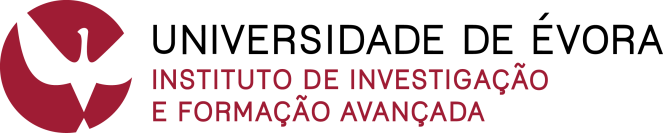 UNIVERSIDADE DE ÉVORA
INSTITUTO DE INVESTIGAÇÃO
E FORMAÇÃO AVANÇADA